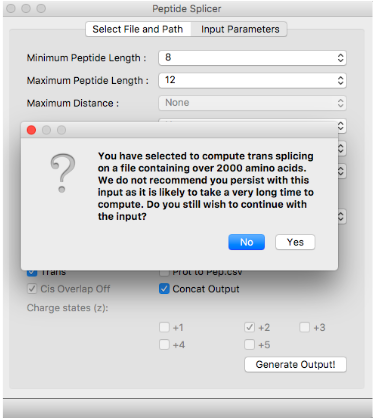 Peptide Splicer
Select File and Path Input Parameters
Minimum Peptide Length : 8
Maximum Peptide Length : 12
Maximum Distance : None
You have selected to compute trans splicing
on a file containing over 2000 amino acids.
We do not recommend you persist with this
input as it is likely to take a very long time to
compute. Do you still wish to continue with
the input?
No Yes
Trans Prot to Pep.csv
Cis Overlap Off Concat Output
Charge states (z):
+1 +2 +3
+4 +5
Generate Output!